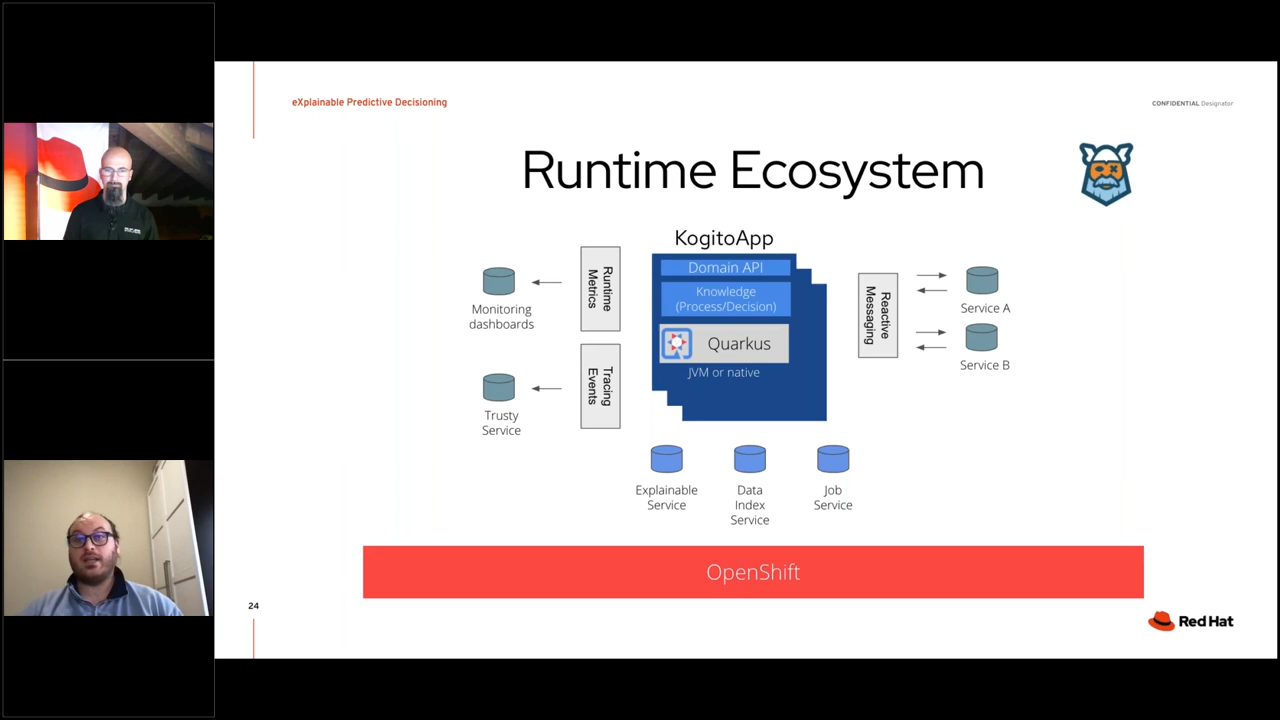 eXplainable Predictive Decisioning
CONFIDENTIAL Designator
Runtime Ecosystem
KogitoApp
Domain API
Knowledge
(Process/Decision)
Quarkus
JVM or native
Runtime
Metrics
Monitoring
dashboards
Tracing
Events
Trusty
Service
Reactive
Messaging
Service A
Service B
Explainable
Service
Data
Index
Service
Job
Service
OpenShift
24
Red Hat